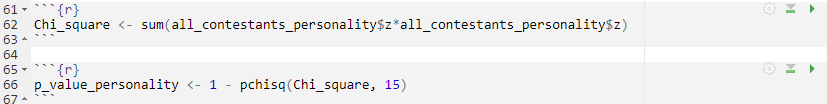 61 ```{r}
62 Chi_square <- sum(all_contestants_personality$z*all_contestants_personality$z)
63 ```
64
65 ```{r}
66 p_value_personality <- 1 - pchisq(Chi_square, 15)
67 ```